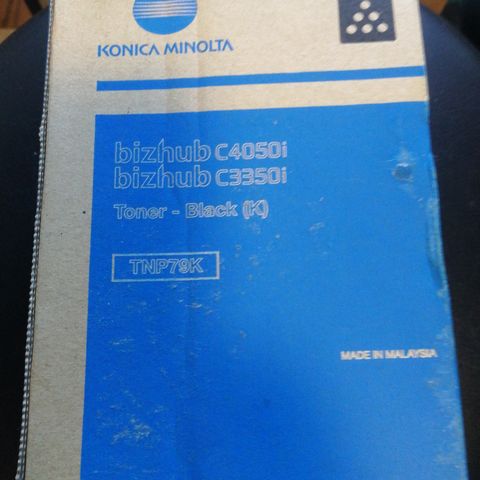 KONICA MINOLTA
bizhub C4050i
bizhub C3350i
Toner - Black (K)
TNP79K
MADE IN MALAYSIA